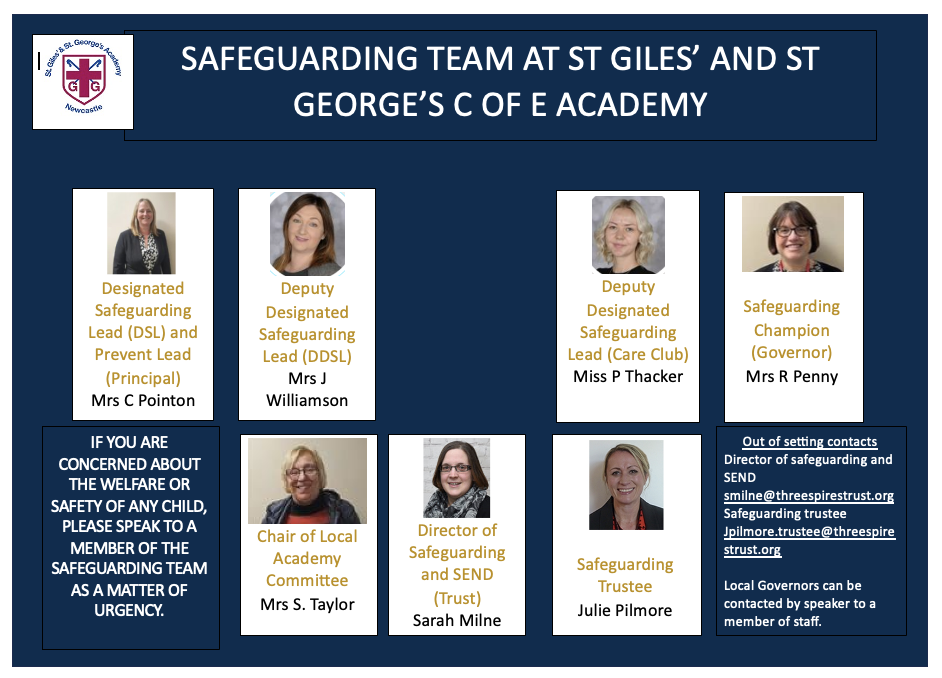 St. Giles' & St. George's Academy
G G
Newcastle
SAFEGUARDING TEAM AT ST GILES’ AND ST
GEORGE’S C OF E ACADEMY
Designated
Safeguarding
Lead (DSL) and
Prevent Lead
(Principal)
Mrs C Pointon
Deputy
Designated
Safeguarding
Lead (DDSL)
Mrs J
Williamson
Deputy
Designated
Safeguarding
Lead (Care Club)
Miss P Thacker
Safeguarding
Champion
(Governor)
Mrs R Penny
IF YOU ARE
CONCERNED ABOUT
THE WELFARE OR
SAFETY OF ANY CHILD,
PLEASE SPEAK TO A
MEMBER OF THE
SAFEGUARDING TEAM
AS A MATTER OF
URGENCY.
Chair of Local
Academy
Committee
Mrs S. Taylor
Director of
Safeguarding
and SEND
(Trust)
Sarah Milne
Safeguarding
Trustee
Julie Pilmore
Out of setting contacts
Director of safeguarding and
SEND
smilne@threespirestrust.org
Safeguarding trustee
Jpilmore.trustee@threespire
strust.org
Local Governors can be
contacted by speaker to a
member of staff.